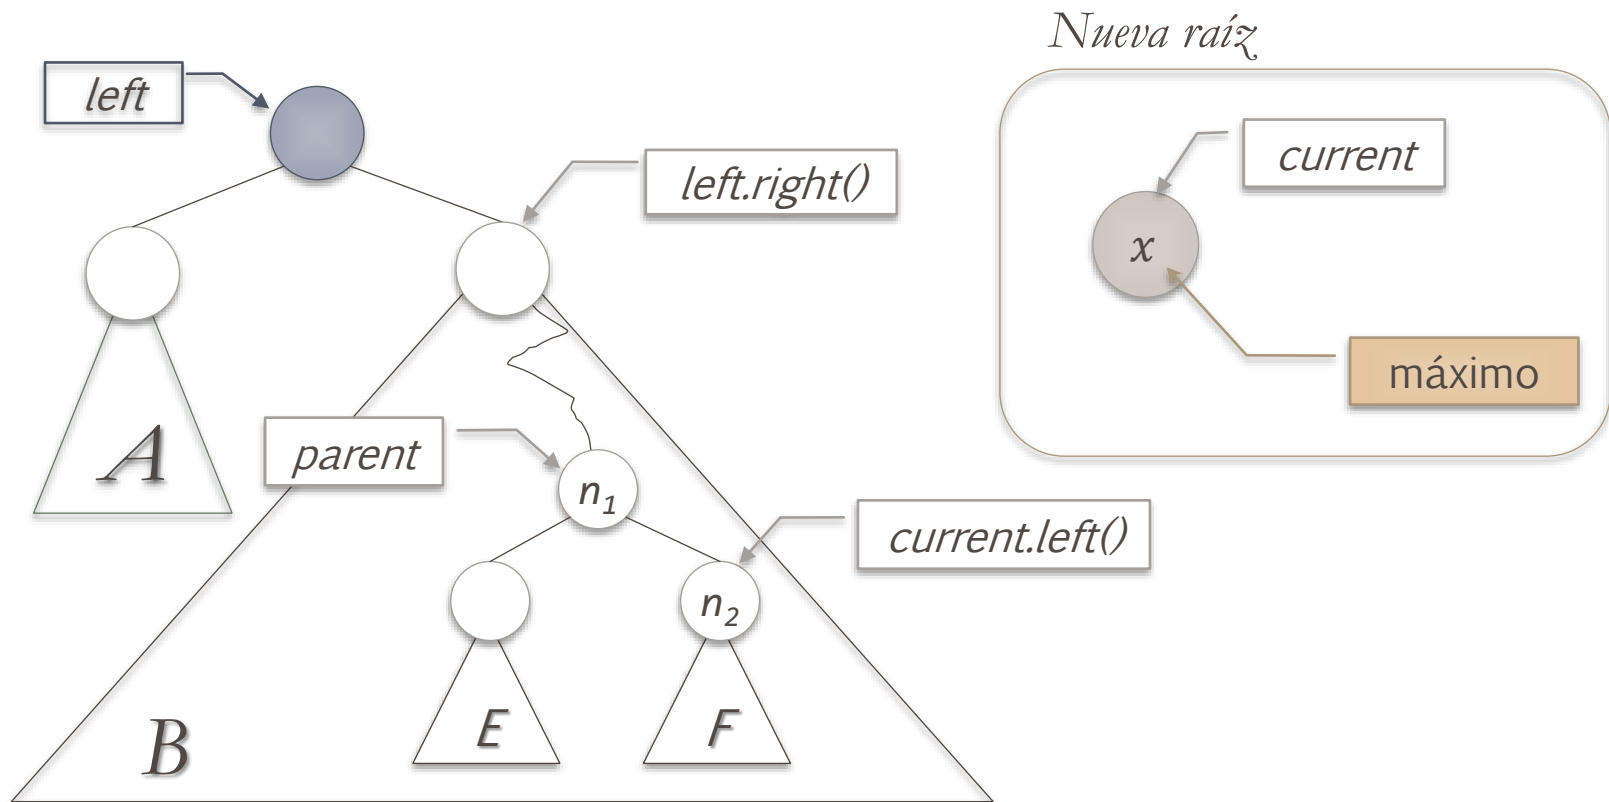 Nueva raíz
left
current
left.right()
x
máximo
A
parent
n₁
current.left()
n₂
E
F
B